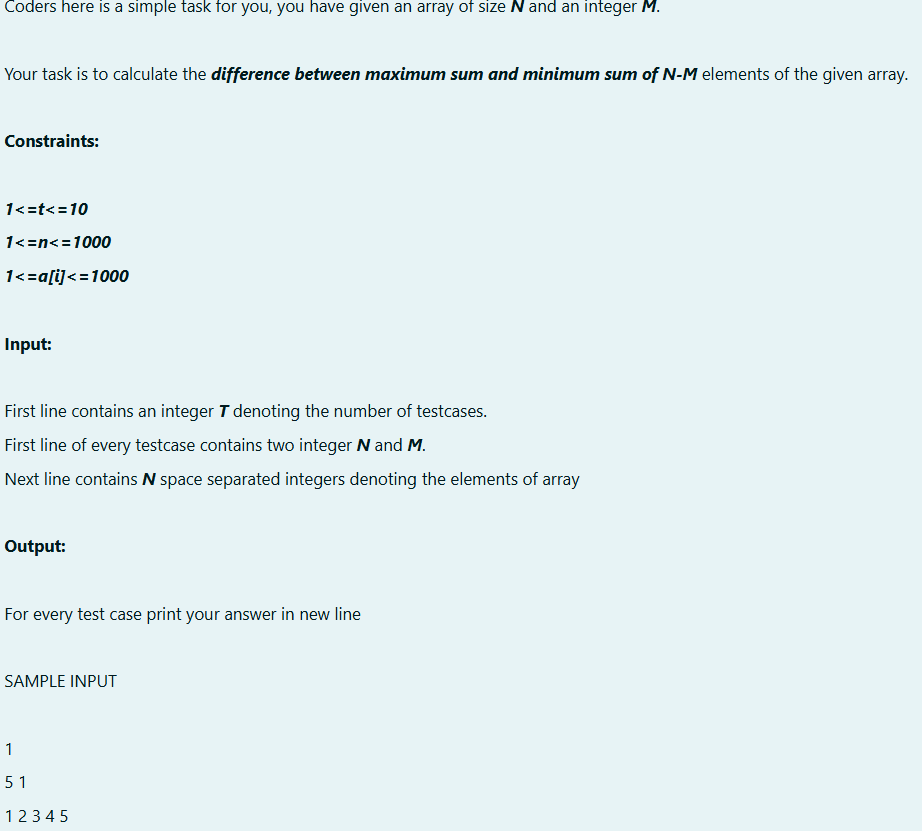 Coders here is a simple task for you, you have given an array of size N and an integer M.
Your task is to calculate the difference between maximum sum and minimum sum of N-M elements of the given array.
Constraints:
1<=t<=10
1<=n<=1000
1<=a[i]<=1000
Input:
First line contains an integer T denoting the number of testcases.
First line of every testcase contains two integer N and M.
Next line contains N space separated integers denoting the elements of array
Output:
For every test case print your answer in new line
SAMPLE INPUT
1
5 1
1 2 3 4 5